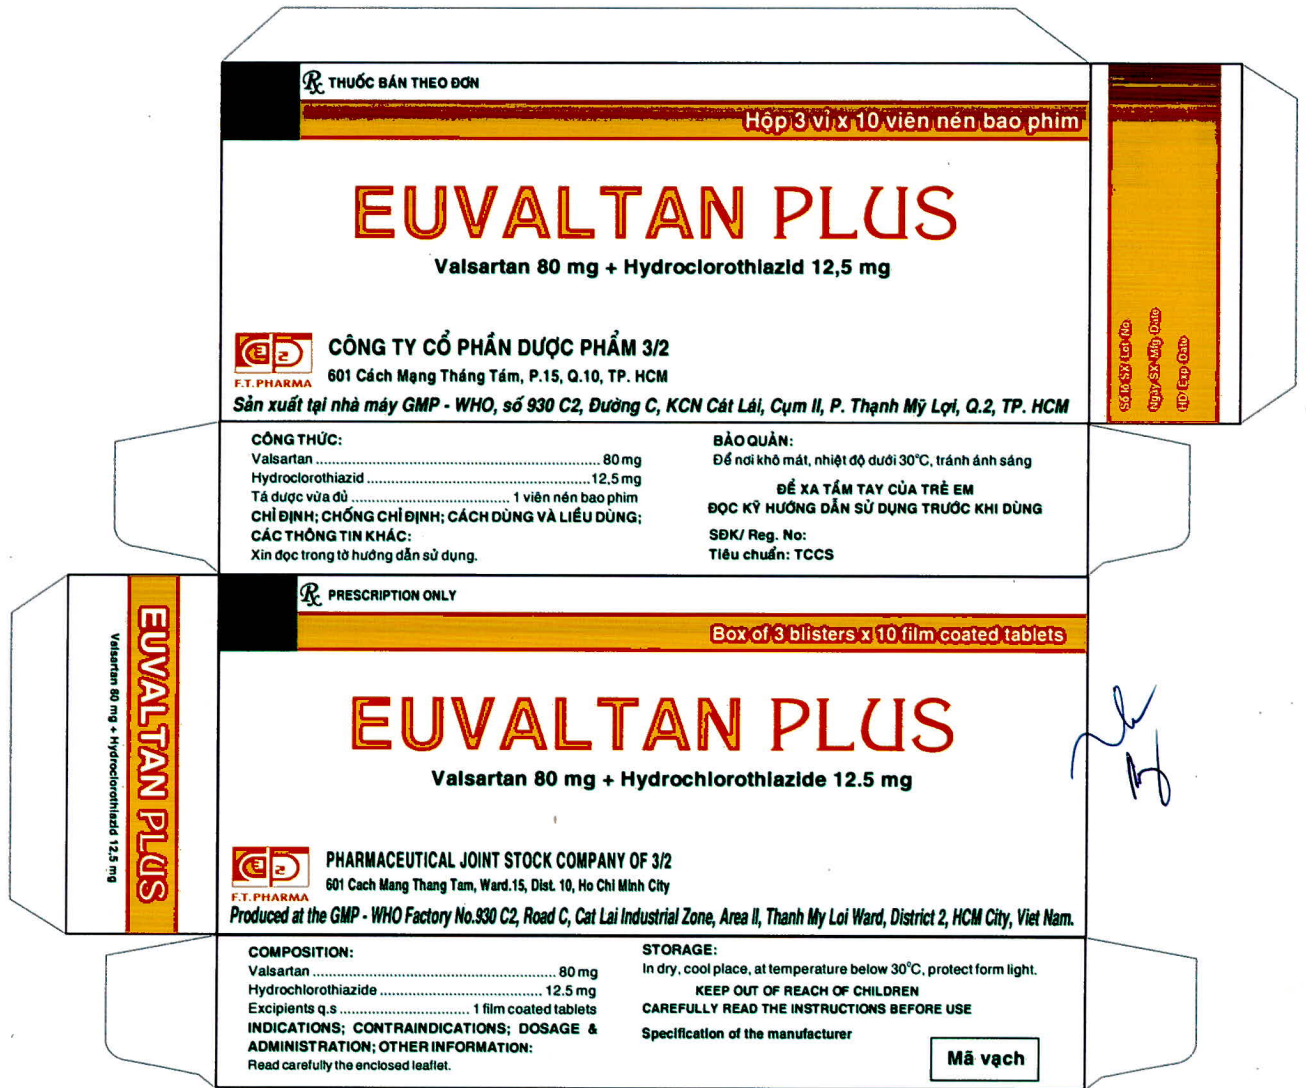 Rx THUỐC BÁN THEO ĐƠN
Hộp 3 vỉ x 10 viên nén bao phim
EUVALTAN PLUS
Valsartan 80 mg + Hydroclorothiazid 12,5 mg
F.T.PHARMA
CÔNG TY CỔ PHẦN DƯỢC PHẨM 3/2
601 Cách Mạng Tháng Tám, P.15, Q.10, TP. HCM
Sản xuất tại nhà máy GMP - WHO, số 930 C2, Đường C, KCN Cát Lái, Cụm II, P. Thạnh Mỹ Lợi, Q.2, TP. HCM
Số lô SX/ Lot No
Ngày SX/ Mfg Date
HD/ Exp Date
CÔNG THỨC:
Valsartan ............................................................... 80 mg
Hydroclorothiazid ....................................................... 12,5 mg
Tá dược vừa đủ ................................... 1 viên nén bao phim
CHỈ ĐỊNH; CHỐNG CHỈ ĐỊNH; CÁCH DÙNG VÀ LIỀU DÙNG;
CÁC THÔNG TIN KHÁC:
Xin đọc trong tờ hướng dẫn sử dụng.
BẢO QUẢN:
Để nơi khô mát, nhiệt độ dưới 30°C, tránh ánh sáng
ĐỂ XA TẦM TAY CỦA TRẺ EM
ĐỌC KỸ HƯỚNG DẪN SỬ DỤNG TRƯỚC KHI DÙNG
SĐK/ Reg. No:
Tiêu chuẩn: TCCS
EUVALTAN PLUS
Valsartan 80 mg + Hydroclorothiazid 12,5 mg
Rx PRESCRIPTION ONLY
Box of 3 blisters x 10 film coated tablets
EUVALTAN PLUS
Valsartan 80 mg + Hydrochlorothiazide 12.5 mg
F.T.PHARMA
PHARMACEUTICAL JOINT STOCK COMPANY OF 3/2
601 Cach Mang Thang Tam, Ward.15, Dist. 10, Ho Chi Minh City
Produced at the GMP - WHO Factory No.930 C2, Road C, Cat Lai Industrial Zone, Area II, Thanh My Loi Ward, District 2, HCM City, Viet Nam.
COMPOSITION:
Valsartan ...................................................... 80 mg
Hydrochlorothiazide .................................... 12.5 mg
Excipients q.s ............................. 1 film coated tablets
INDICATIONS; CONTRAINDICATIONS; DOSAGE &
ADMINISTRATION; OTHER INFORMATION:
Read carefully the enclosed leaflet.
STORAGE:
In dry, cool place, at temperature below 30°C, protect form light.
KEEP OUT OF REACH OF CHILDREN
CAREFULLY READ THE INSTRUCTIONS BEFORE USE
Specification of the manufacturer
Mã vạch